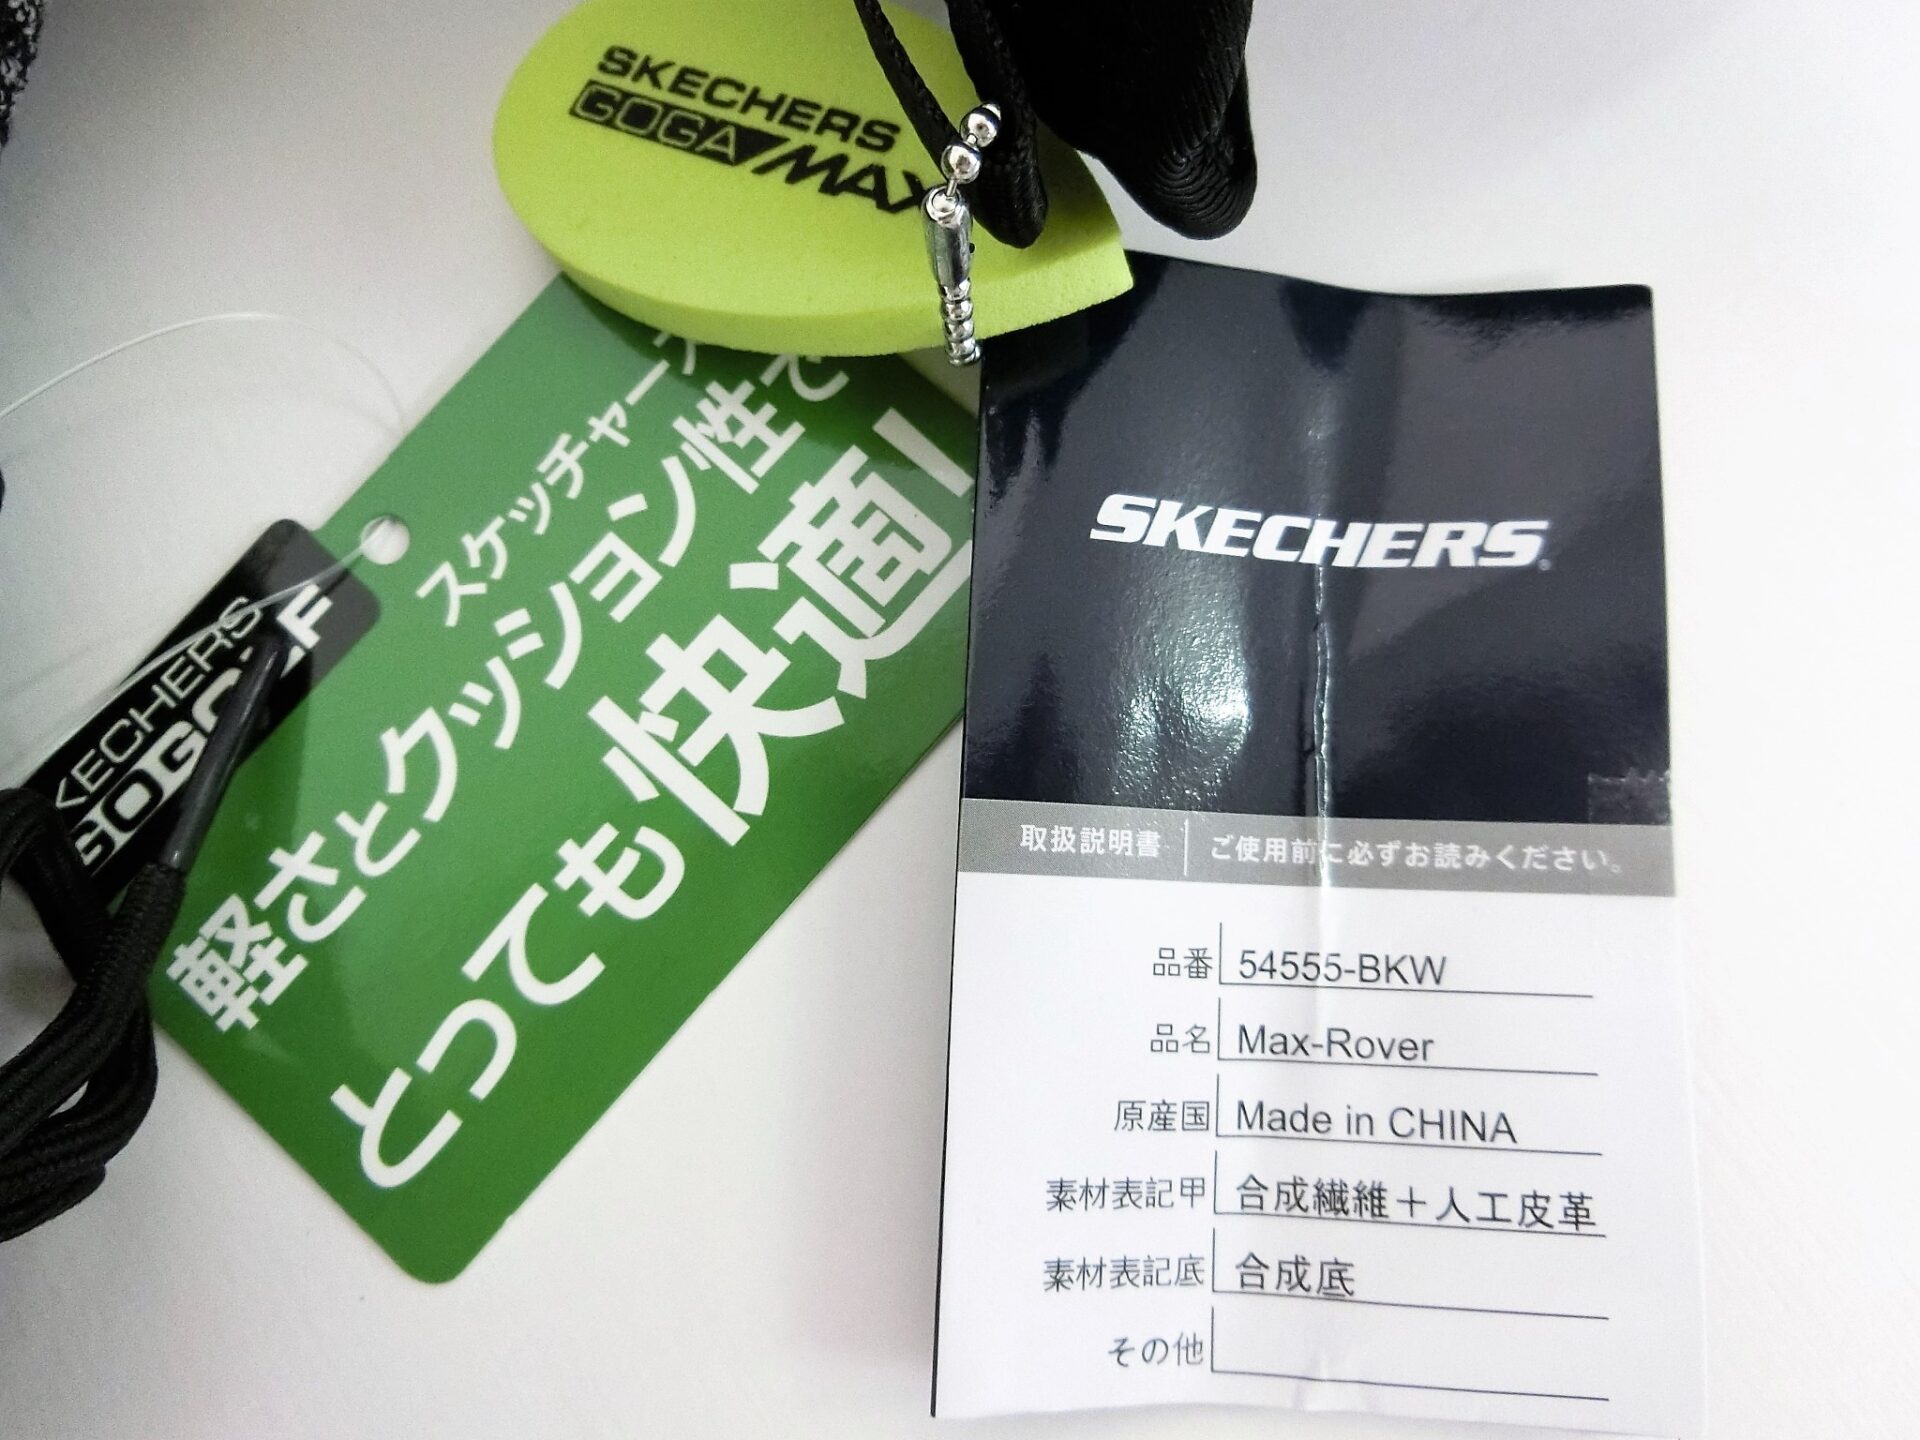 SKECHERS
GOGA MAX
スケッチャーズ
軽さとクッション性で
とっても快適!
SKECHERS
SKECHERS
取扱説明書 ご使用前に必ずお読みください。
品番 54555-BKW
品名 Max-Rover
原産国 Made in CHINA
素材表記甲 合成繊維＋人工皮革
素材表記底 合成底
その他